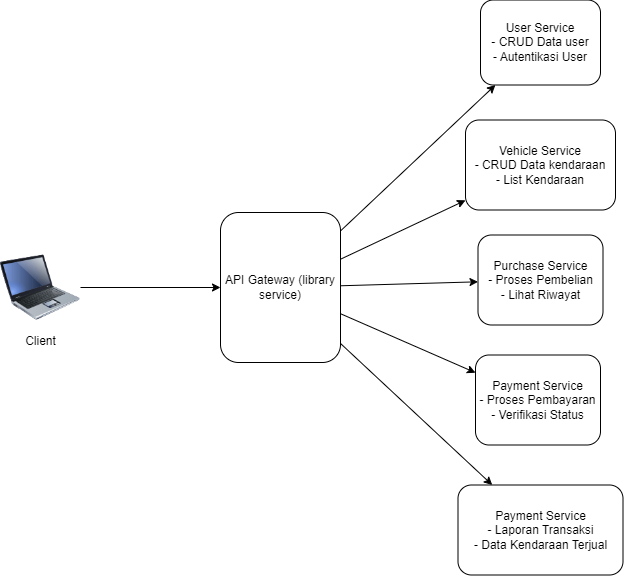 User Service
- CRUD Data user
- Autentikasi User
Vehicle Service
- CRUD Data kendaraan
- List Kendaraan
API Gateway (library
service)
Purchase Service
- Proses Pembelian
- Lihat Riwayat
Client
Payment Service
- Proses Pembayaran
- Verifikasi Status
Payment Service
- Laporan Transaksi
- Data Kendaraan Terjual